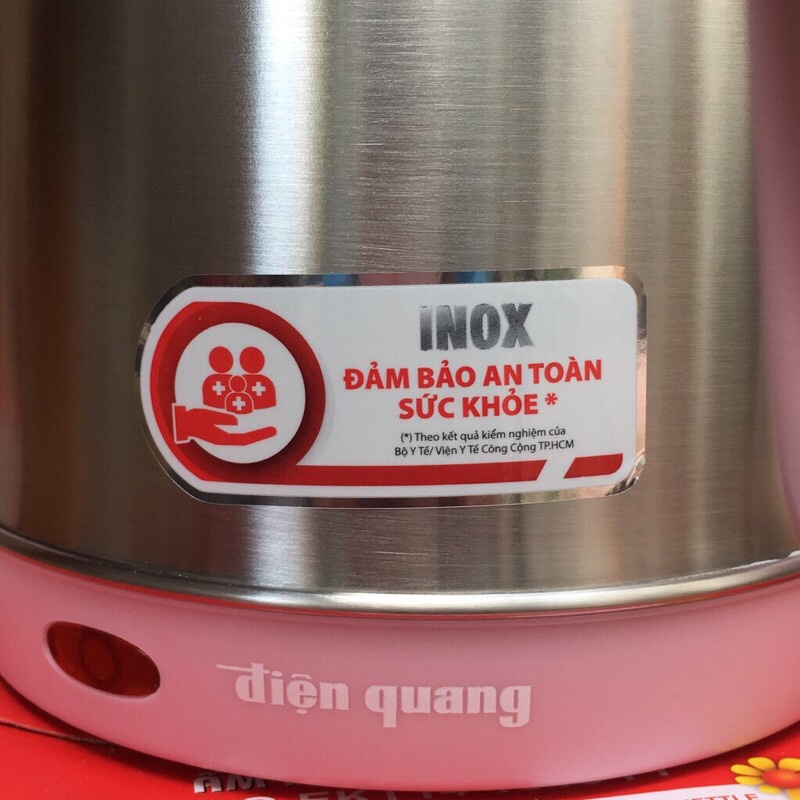 INOX
ĐẢM BẢO AN TOÀN
SỨC KHỎE *
(*) Theo kết quả kiểm nghiệm của
Bộ Y Tế/ Viện Y Tế Công Cộng TP.HCM
điện quang